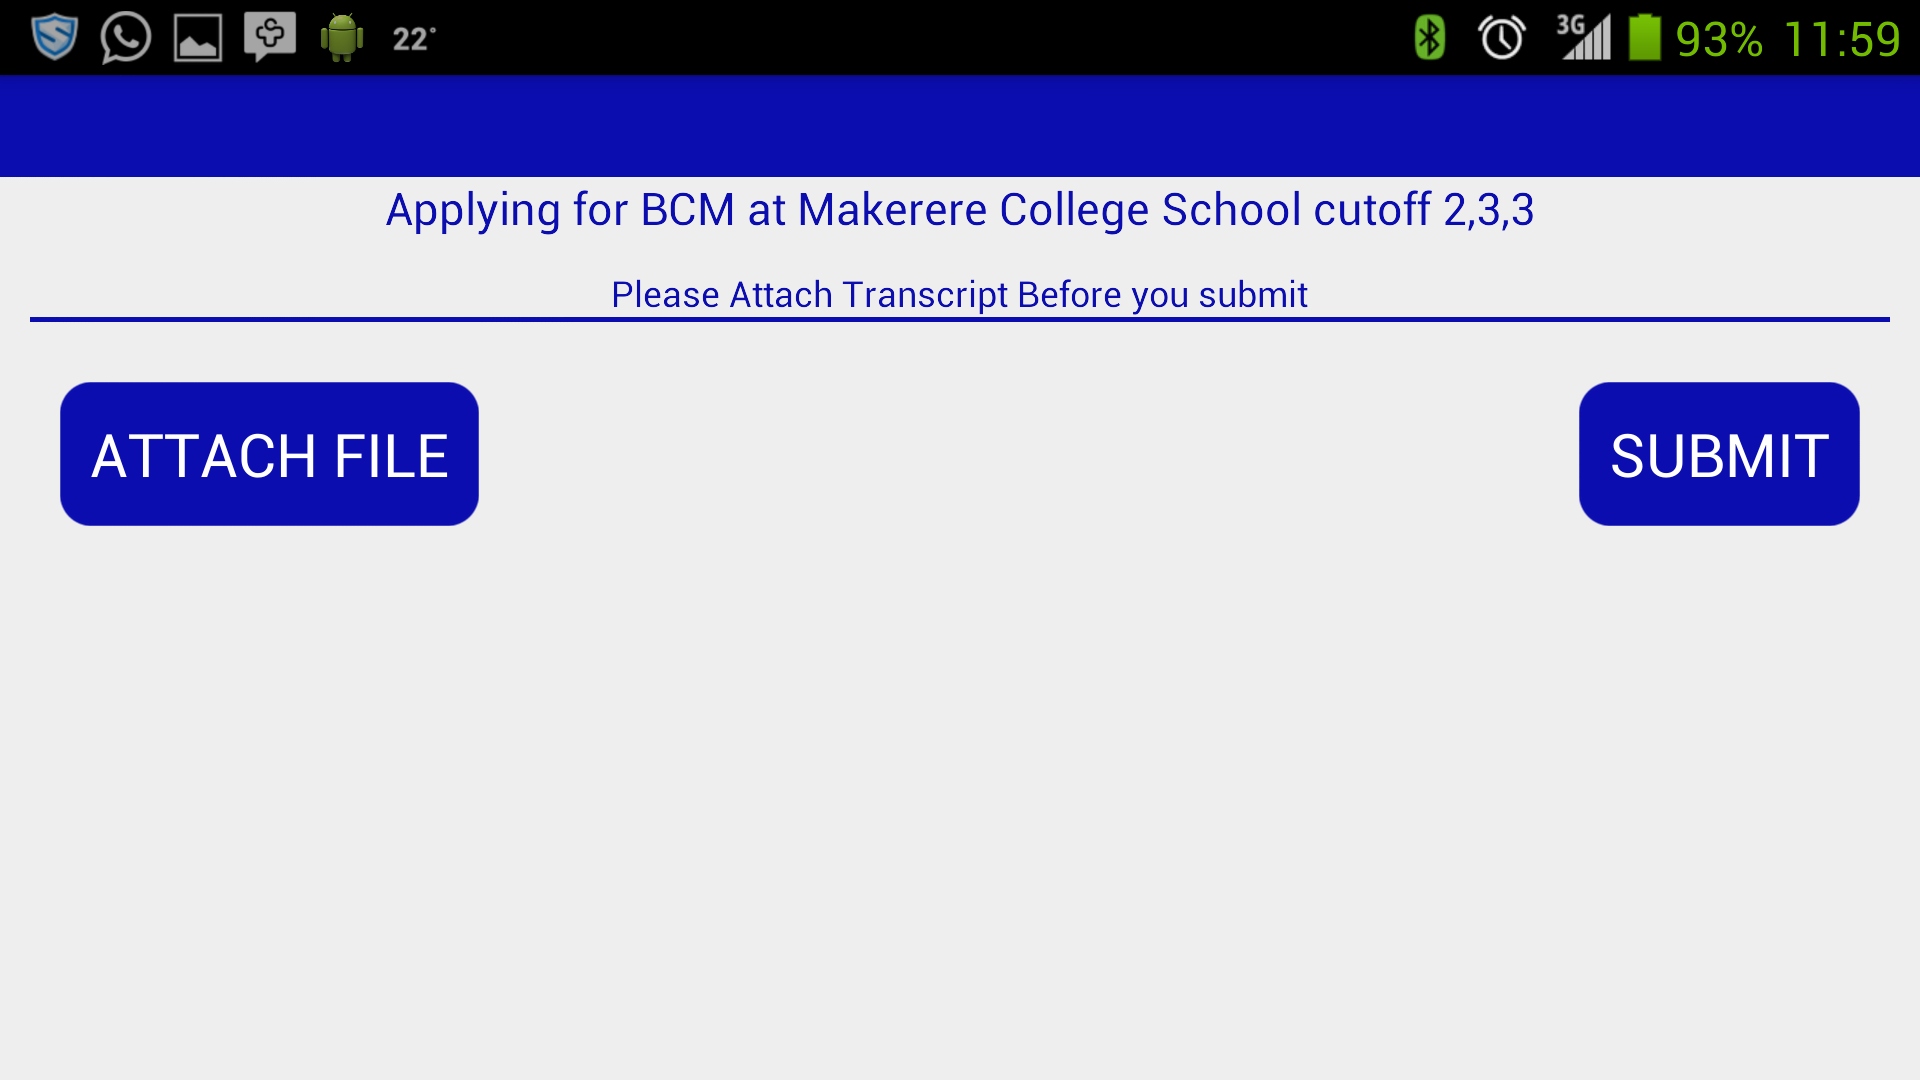 22° 3G 93% 11:59
Applying for BCM at Makerere College School cutoff 2,3,3
Please Attach Transcript Before you submit
ATTACH FILE SUBMIT